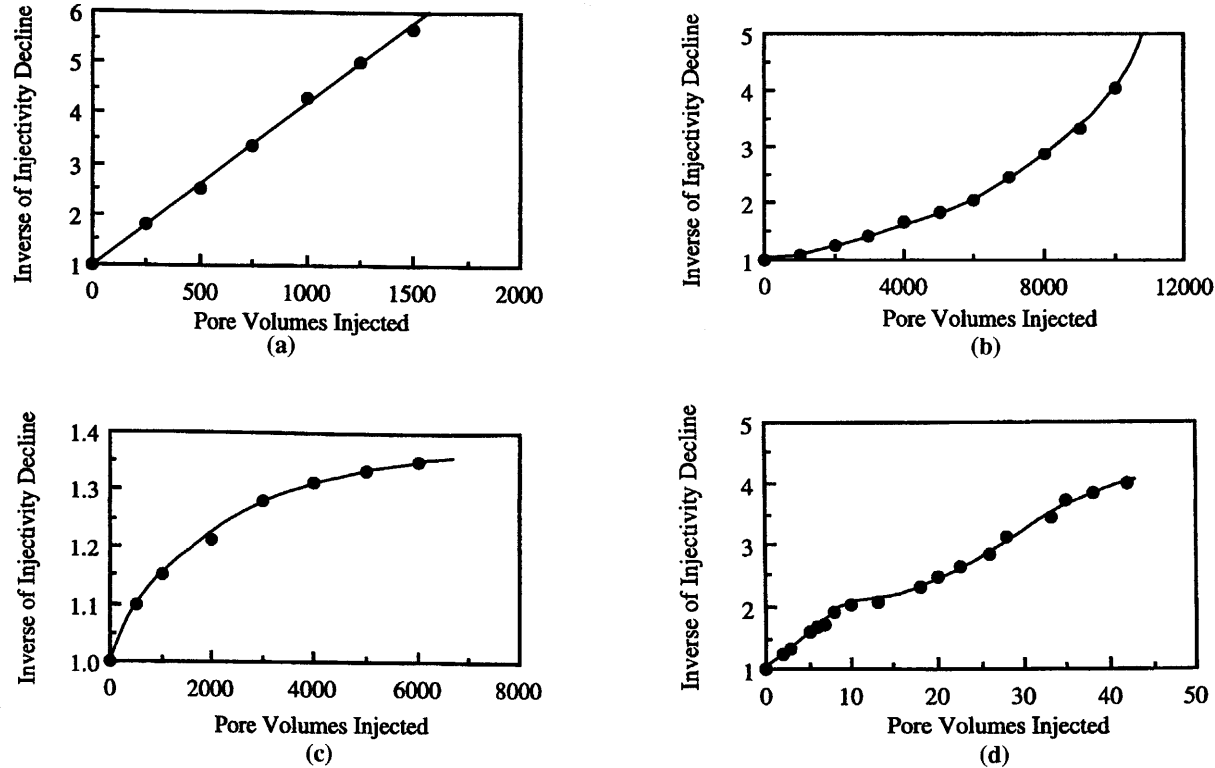 Inverse of Injectivity Decline
6
5
4
3
2
1
0 500 1000 1500 2000
Pore Volumes Injected
(a)
Inverse of Injectivity Decline
5
4
3
2
1
0 4000 8000 12000
Pore Volumes Injected
(b)
Inverse of Injectivity Decline
1.4
1.3
1.2
1.1
1.0
0 2000 4000 6000 8000
Pore Volumes Injected
(c)
Inverse of Injectivity Decline
5
4
3
2
1
0 10 20 30 40 50
Pore Volumes Injected
(d)